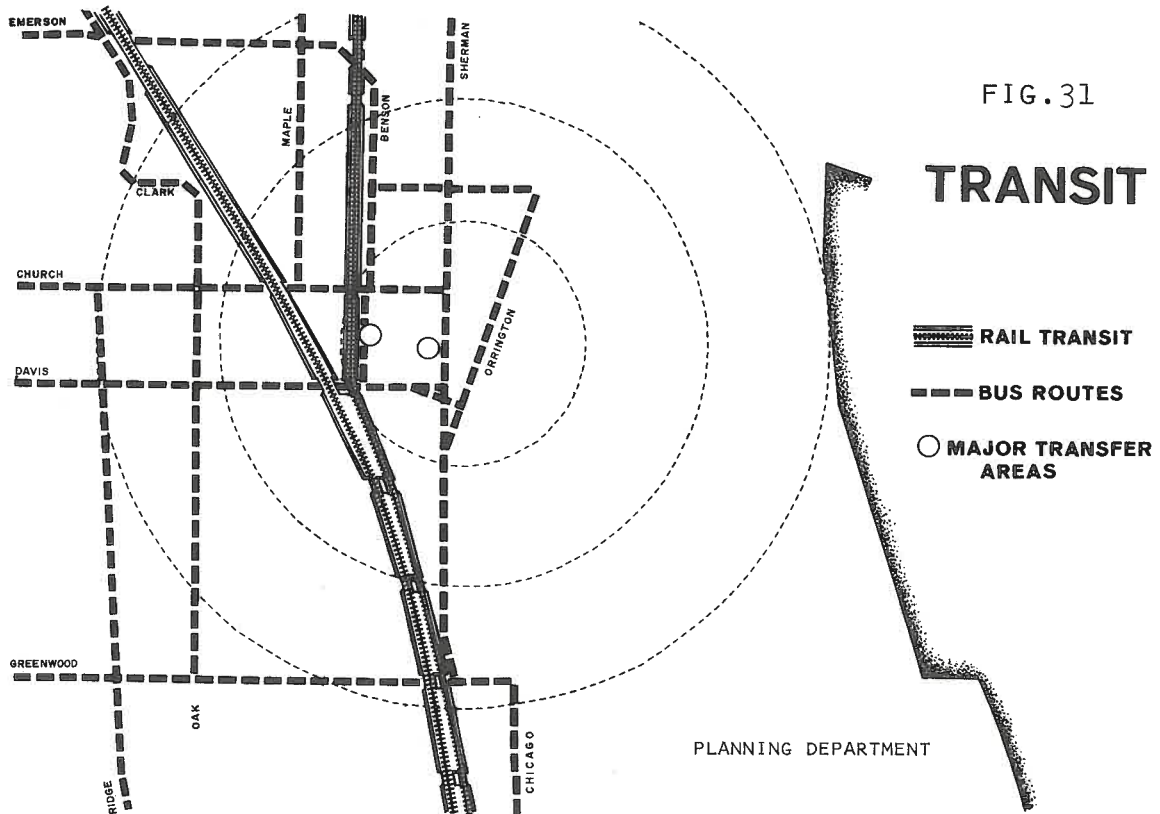 EMERSON
SHERMAN
MAPLE
BENSON
CLARK
CHURCH
ORRINGTON
DAVIS
GREENWOOD
OAK
RIDGE
CHICAGO
FIG.31
TRANSIT
RAIL TRANSIT
BUS ROUTES
MAJOR TRANSFER
AREAS
PLANNING DEPARTMENT